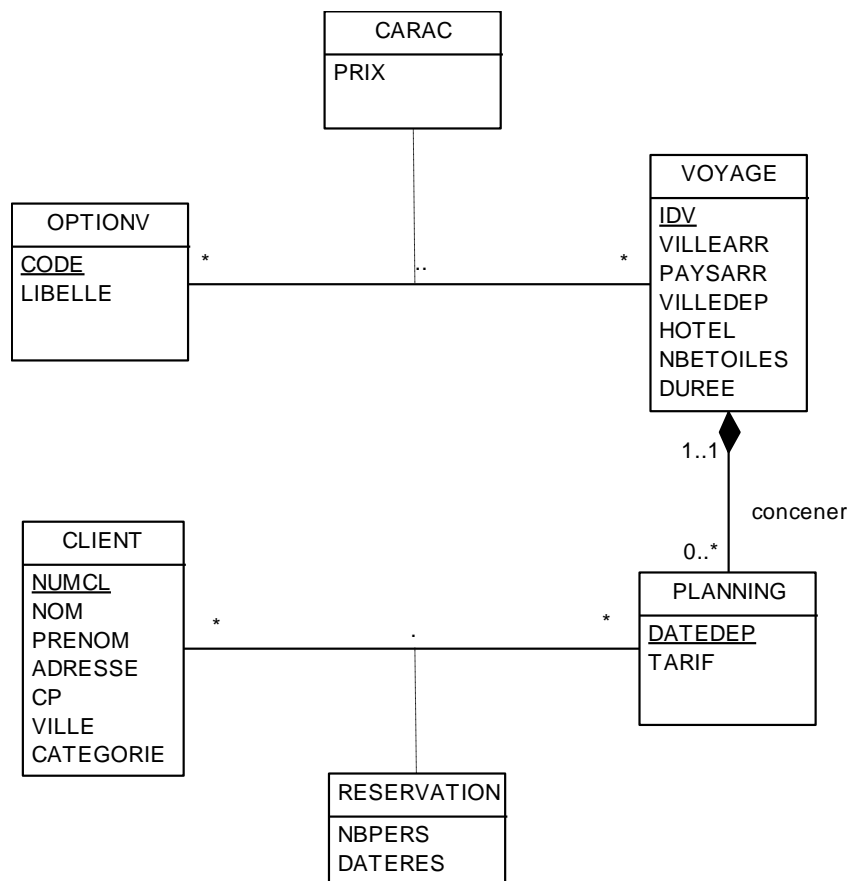 CARAC
PRIX
VOYAGE
IDV
VILLEARR
PAYSARR
VILLEDEP
HOTEL
NBETOILES
DUREE
OPTIONV
CODE
LIBELLE
*
..
*
1..1
concener
0..*
CLIENT
NUMCL
NOM
PRENOM
ADRESSE
CP
VILLE
CATEGORIE
*
.
*
PLANNING
DATEDEP
TARIF
RESERVATION
NBPERS
DATERES